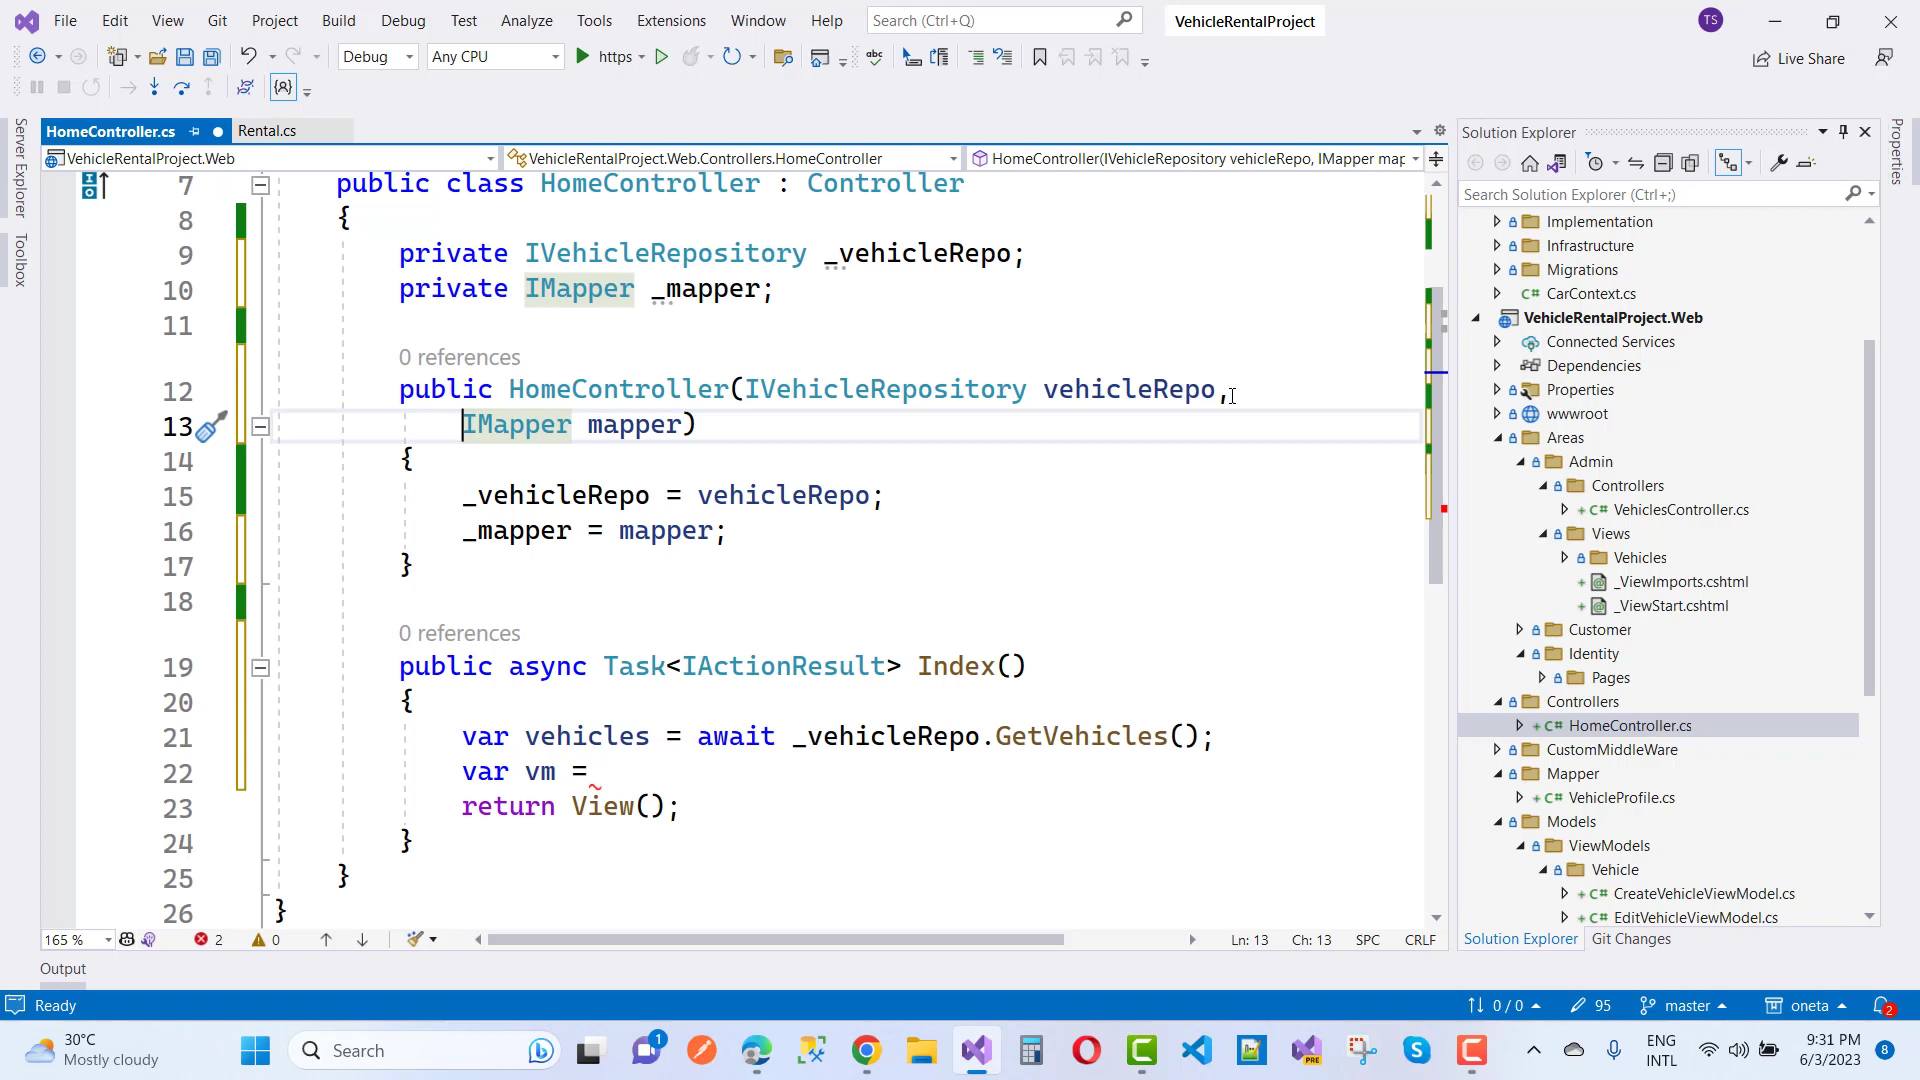 File Edit View Git Project Build Debug Test Analyze Tools Extensions Window Help Search (Ctrl+Q) VehicleRentalProject TS
Debug Any CPU https Live Share
HomeController.cs Rental.cs
VehicleRentalProject.Web VehicleRentalProject.Web.Controllers.HomeController HomeController(IVehicleRepository vehicleRepo, IMapper map
Server Explorer
Toolbox
7 public class HomeController : Controller
8 {
9 private IVehicleRepository _vehicleRepo;
10 private IMapper _mapper;
11
0 references
12 public HomeController(IVehicleRepository vehicleRepo,
13 IMapper mapper)
14 {
15 _vehicleRepo = vehicleRepo;
16 _mapper = mapper;
17 }
18
0 references
19 public async Task<IActionResult> Index()
20 {
21 var vehicles = await _vehicleRepo.GetVehicles();
22 var vm =
23 return View();
24 }
25 }
26 }
165 % 2 0 Ln: 13 Ch: 13 SPC CRLF
Solution Explorer
Search Solution Explorer (Ctrl+;)
Implementation
Infrastructure
Migrations
C# CarContext.cs
VehicleRentalProject.Web
Connected Services
Dependencies
Properties
wwwroot
Areas
Admin
Controllers
C# VehiclesController.cs
Views
Vehicles
_ViewImports.cshtml
_ViewStart.cshtml
Customer
Identity
Pages
Controllers
C# HomeController.cs
CustomMiddleWare
Mapper
C# VehicleProfile.cs
Models
ViewModels
Vehicle
C# CreateVehicleViewModel.cs
C# EditVehicleViewModel.cs
Solution Explorer Git Changes
Properties
Output
Ready 0 / 0 95 master oneta 2
30°C
Mostly cloudy
Search
1
PRE
ENG
INTL
9:31 PM
6/3/2023
8